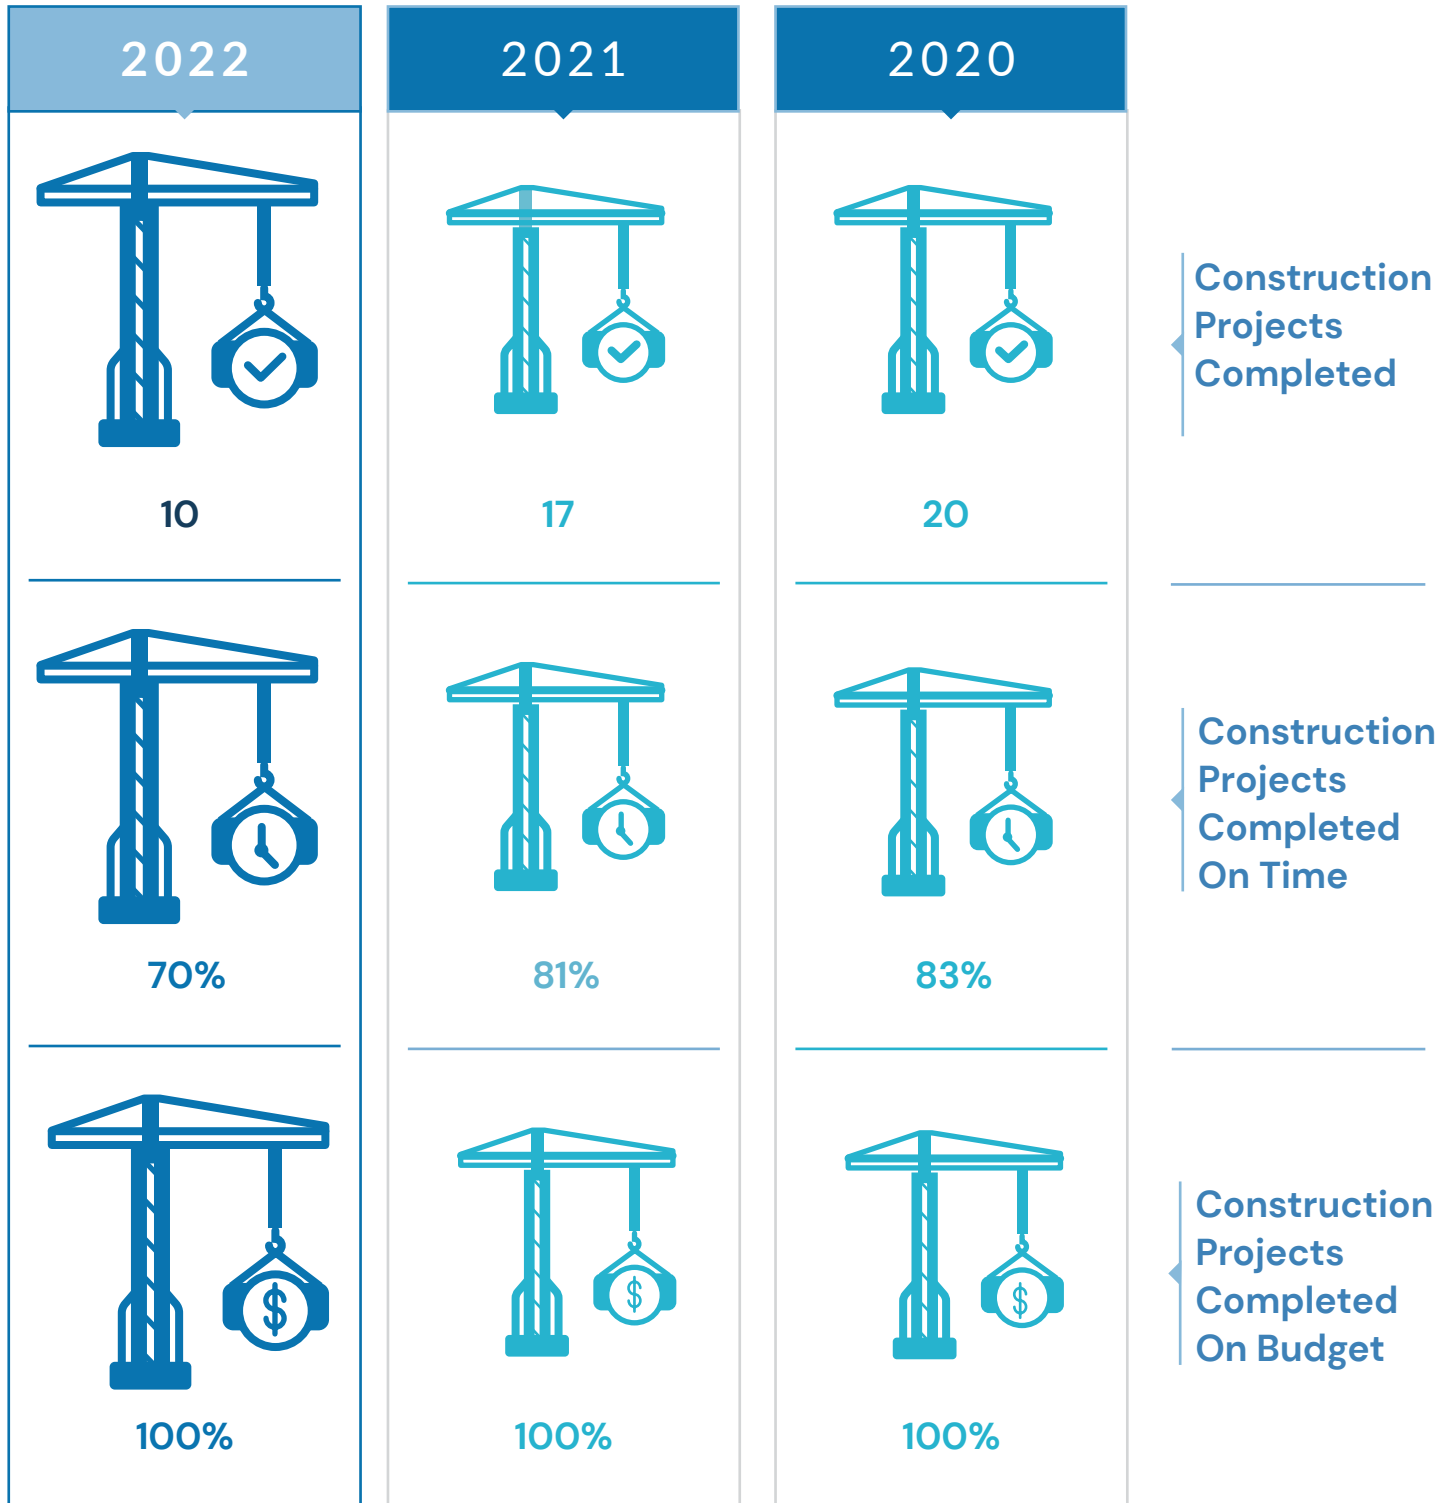 2022
2021
2020
10
17
20
Construction
Projects
Completed
70%
81%
83%
Construction
Projects
Completed
On Time
100%
100%
100%
Construction
Projects
Completed
On Budget